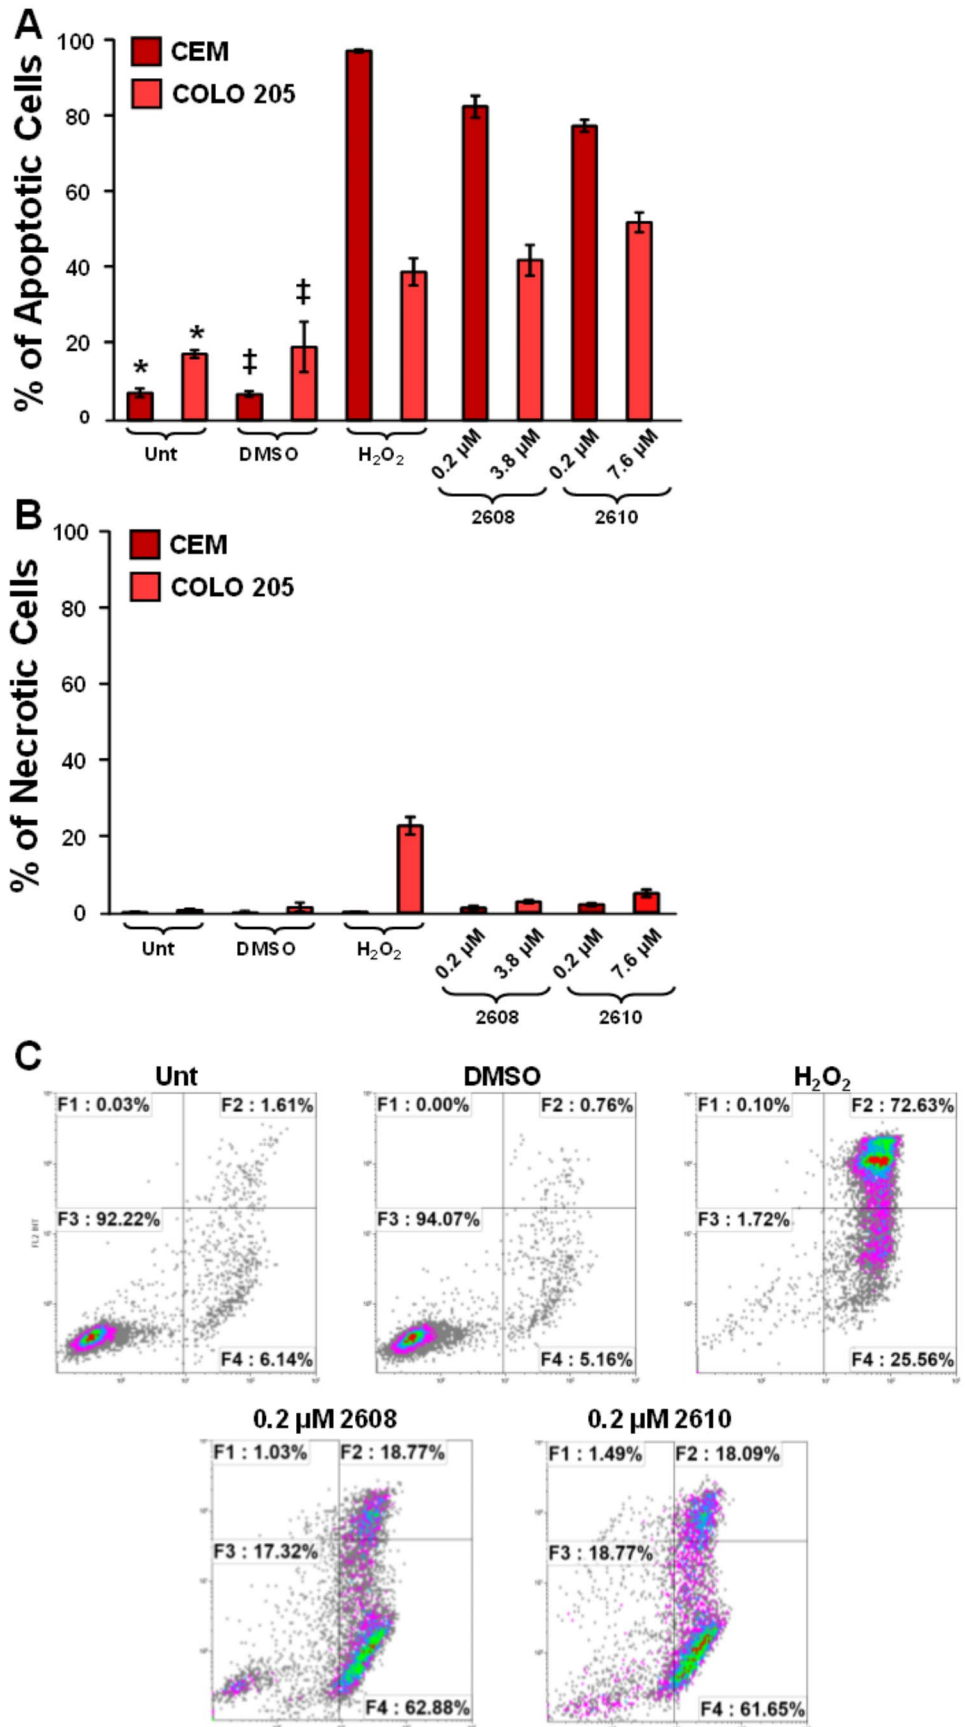 A
% of Apoptotic Cells
100
80
60
40
20
0
CEM
COLO 205
*
*
‡
‡
Unt
DMSO
H₂O₂
0.2 µM
3.8 µM
0.2 µM
7.6 µM
2608
2610
B
% of Necrotic Cells
100
80
60
40
20
0
CEM
COLO 205
Unt
DMSO
H₂O₂
0.2 µM
3.8 µM
0.2 µM
7.6 µM
2608
2610
C
Unt
F1 : 0.03%
F2 : 1.61%
F3 : 92.22%
F4 : 6.14%
FL2 INT
DMSO
F1 : 0.00%
F2 : 0.76%
F3 : 94.07%
F4 : 5.16%
H₂O₂
F1 : 0.10%
F2 : 72.63%
F3 : 1.72%
F4 : 25.56%
0.2 µM 2608
F1 : 1.03%
F2 : 18.77%
F3 : 17.32%
F4 : 62.88%
0.2 µM 2610
F1 : 1.49%
F2 : 18.09%
F3 : 18.77%
F4 : 61.65%